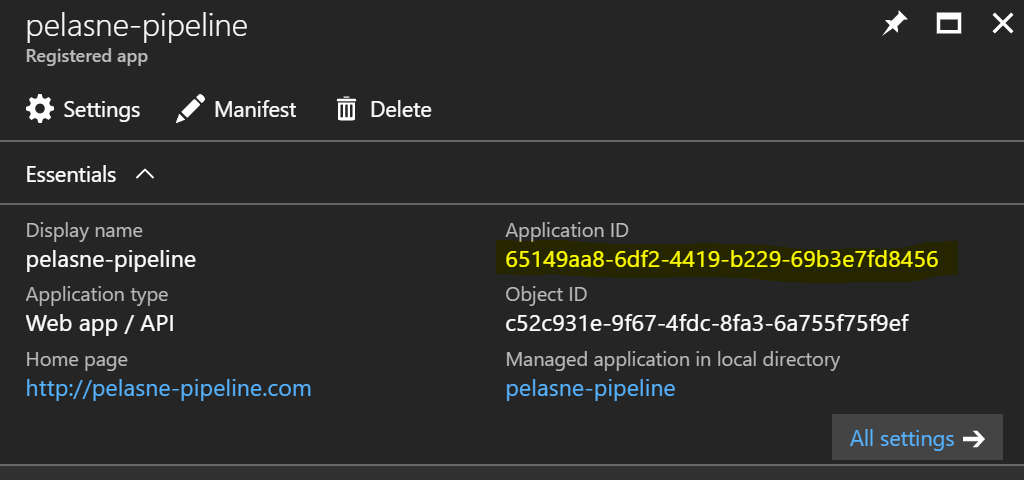 pelasne-pipeline
Registered app
Settings Manifest Delete
Essentials
Display name
pelasne-pipeline
Application type
Web app / API
Home page
http://pelasne-pipeline.com
Application ID
65149aa8-6df2-4419-b229-69b3e7fd8456
Object ID
c52c931e-9f67-4fdc-8fa3-6a755f75f9ef
Managed application in local directory
pelasne-pipeline
All settings